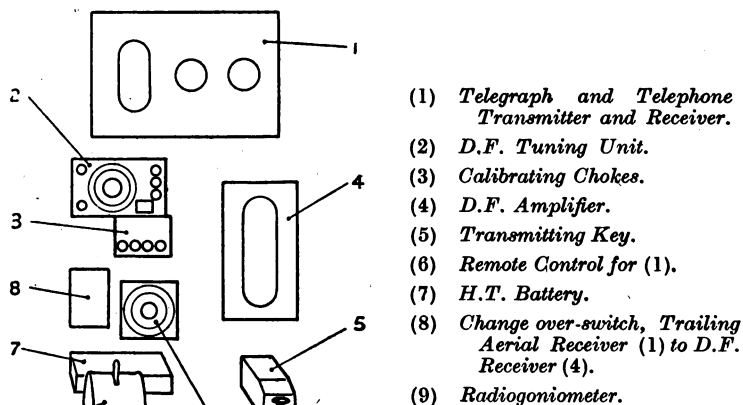 1
2
3
4
8
5
7
(1) Telegraph and Telephone
Transmitter and Receiver.
(2) D.F. Tuning Unit.
(3) Calibrating Chokes.
(4) D.F. Amplifier.
(5) Transmitting Key.
(6) Remote Control for (1).
(7) H.T. Battery.
(8) Change over-switch, Trailing
Aerial Receiver (1) to D.F.
Receiver (4).
(9) Radiogoniometer.